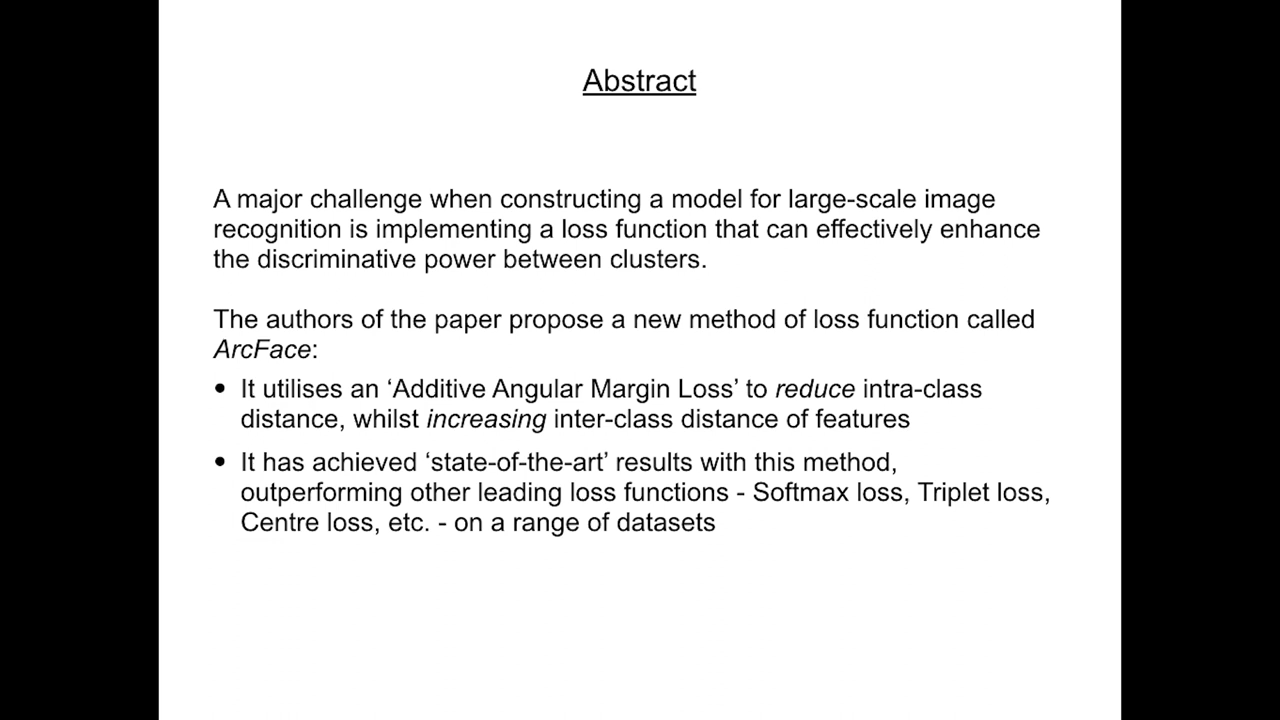 Abstract
A major challenge when constructing a model for large-scale image
recognition is implementing a loss function that can effectively enhance
the discriminative power between clusters.
The authors of the paper propose a new method of loss function called
ArcFace:
• It utilises an ‘Additive Angular Margin Loss’ to reduce intra-class
distance, whilst increasing inter-class distance of features
• It has achieved ‘state-of-the-art’ results with this method,
outperforming other leading loss functions - Softmax loss, Triplet loss,
Centre loss, etc. - on a range of datasets